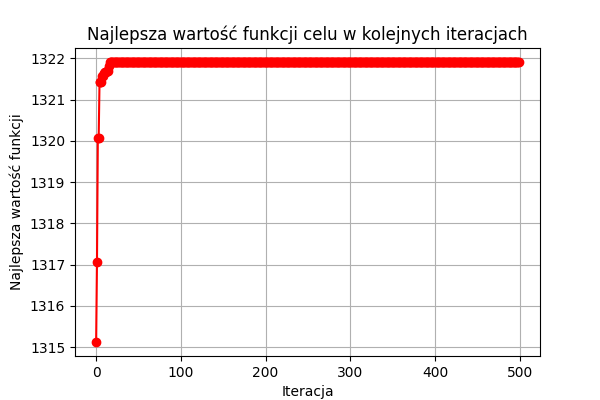 Najlepsza wartość funkcji celu w kolejnych iteracjach
Najlepsza wartość funkcji
1322
1321
1320
1319
1318
1317
1316
1315
0 100 200 300 400 500
Iteracja